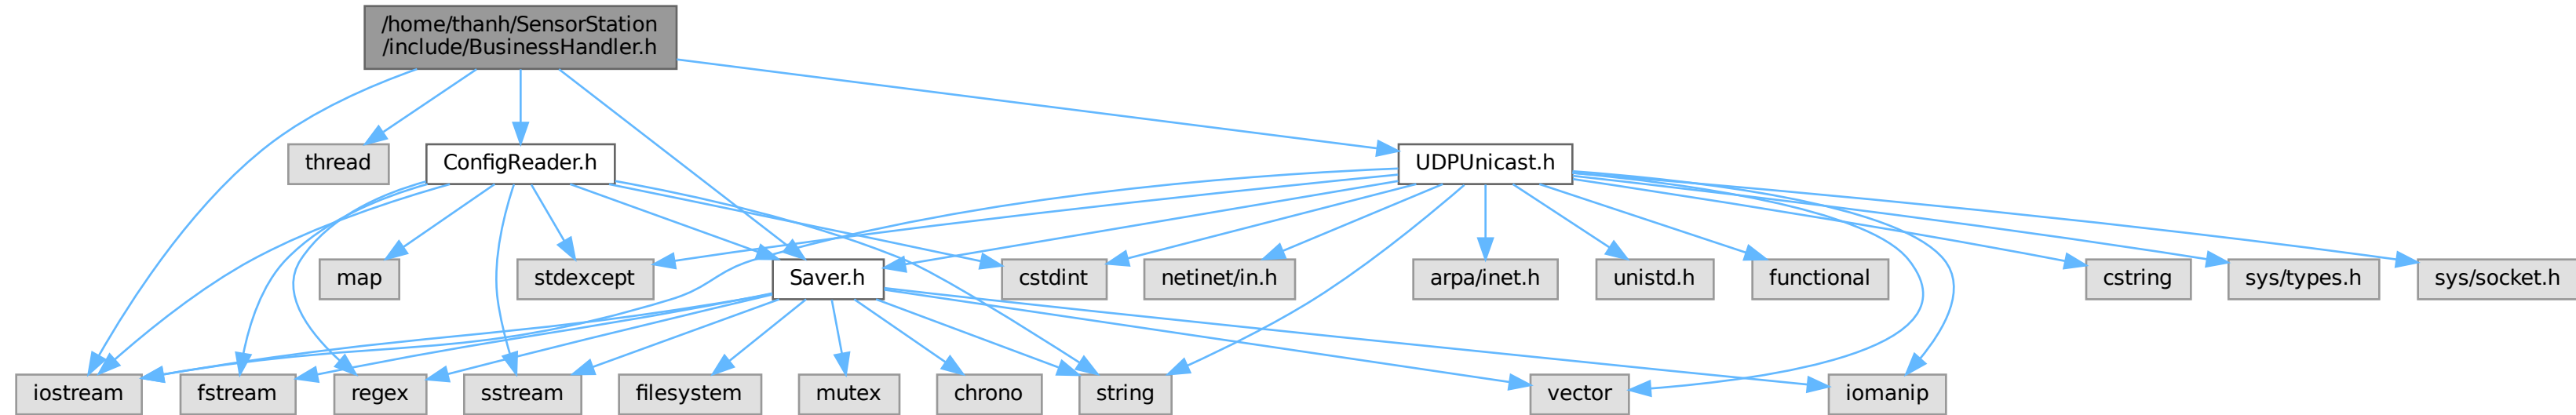 /home/thanh/SensorStation
/include/BusinessHandler.h
thread
ConfigReader.h
UDPUnicast.h
map
stdexcept
Saver.h
cstdint
netinet/in.h
arpa/inet.h
unistd.h
functional
cstring
sys/types.h
sys/socket.h
iostream
fstream
regex
sstream
filesystem
mutex
chrono
string
vector
iomanip